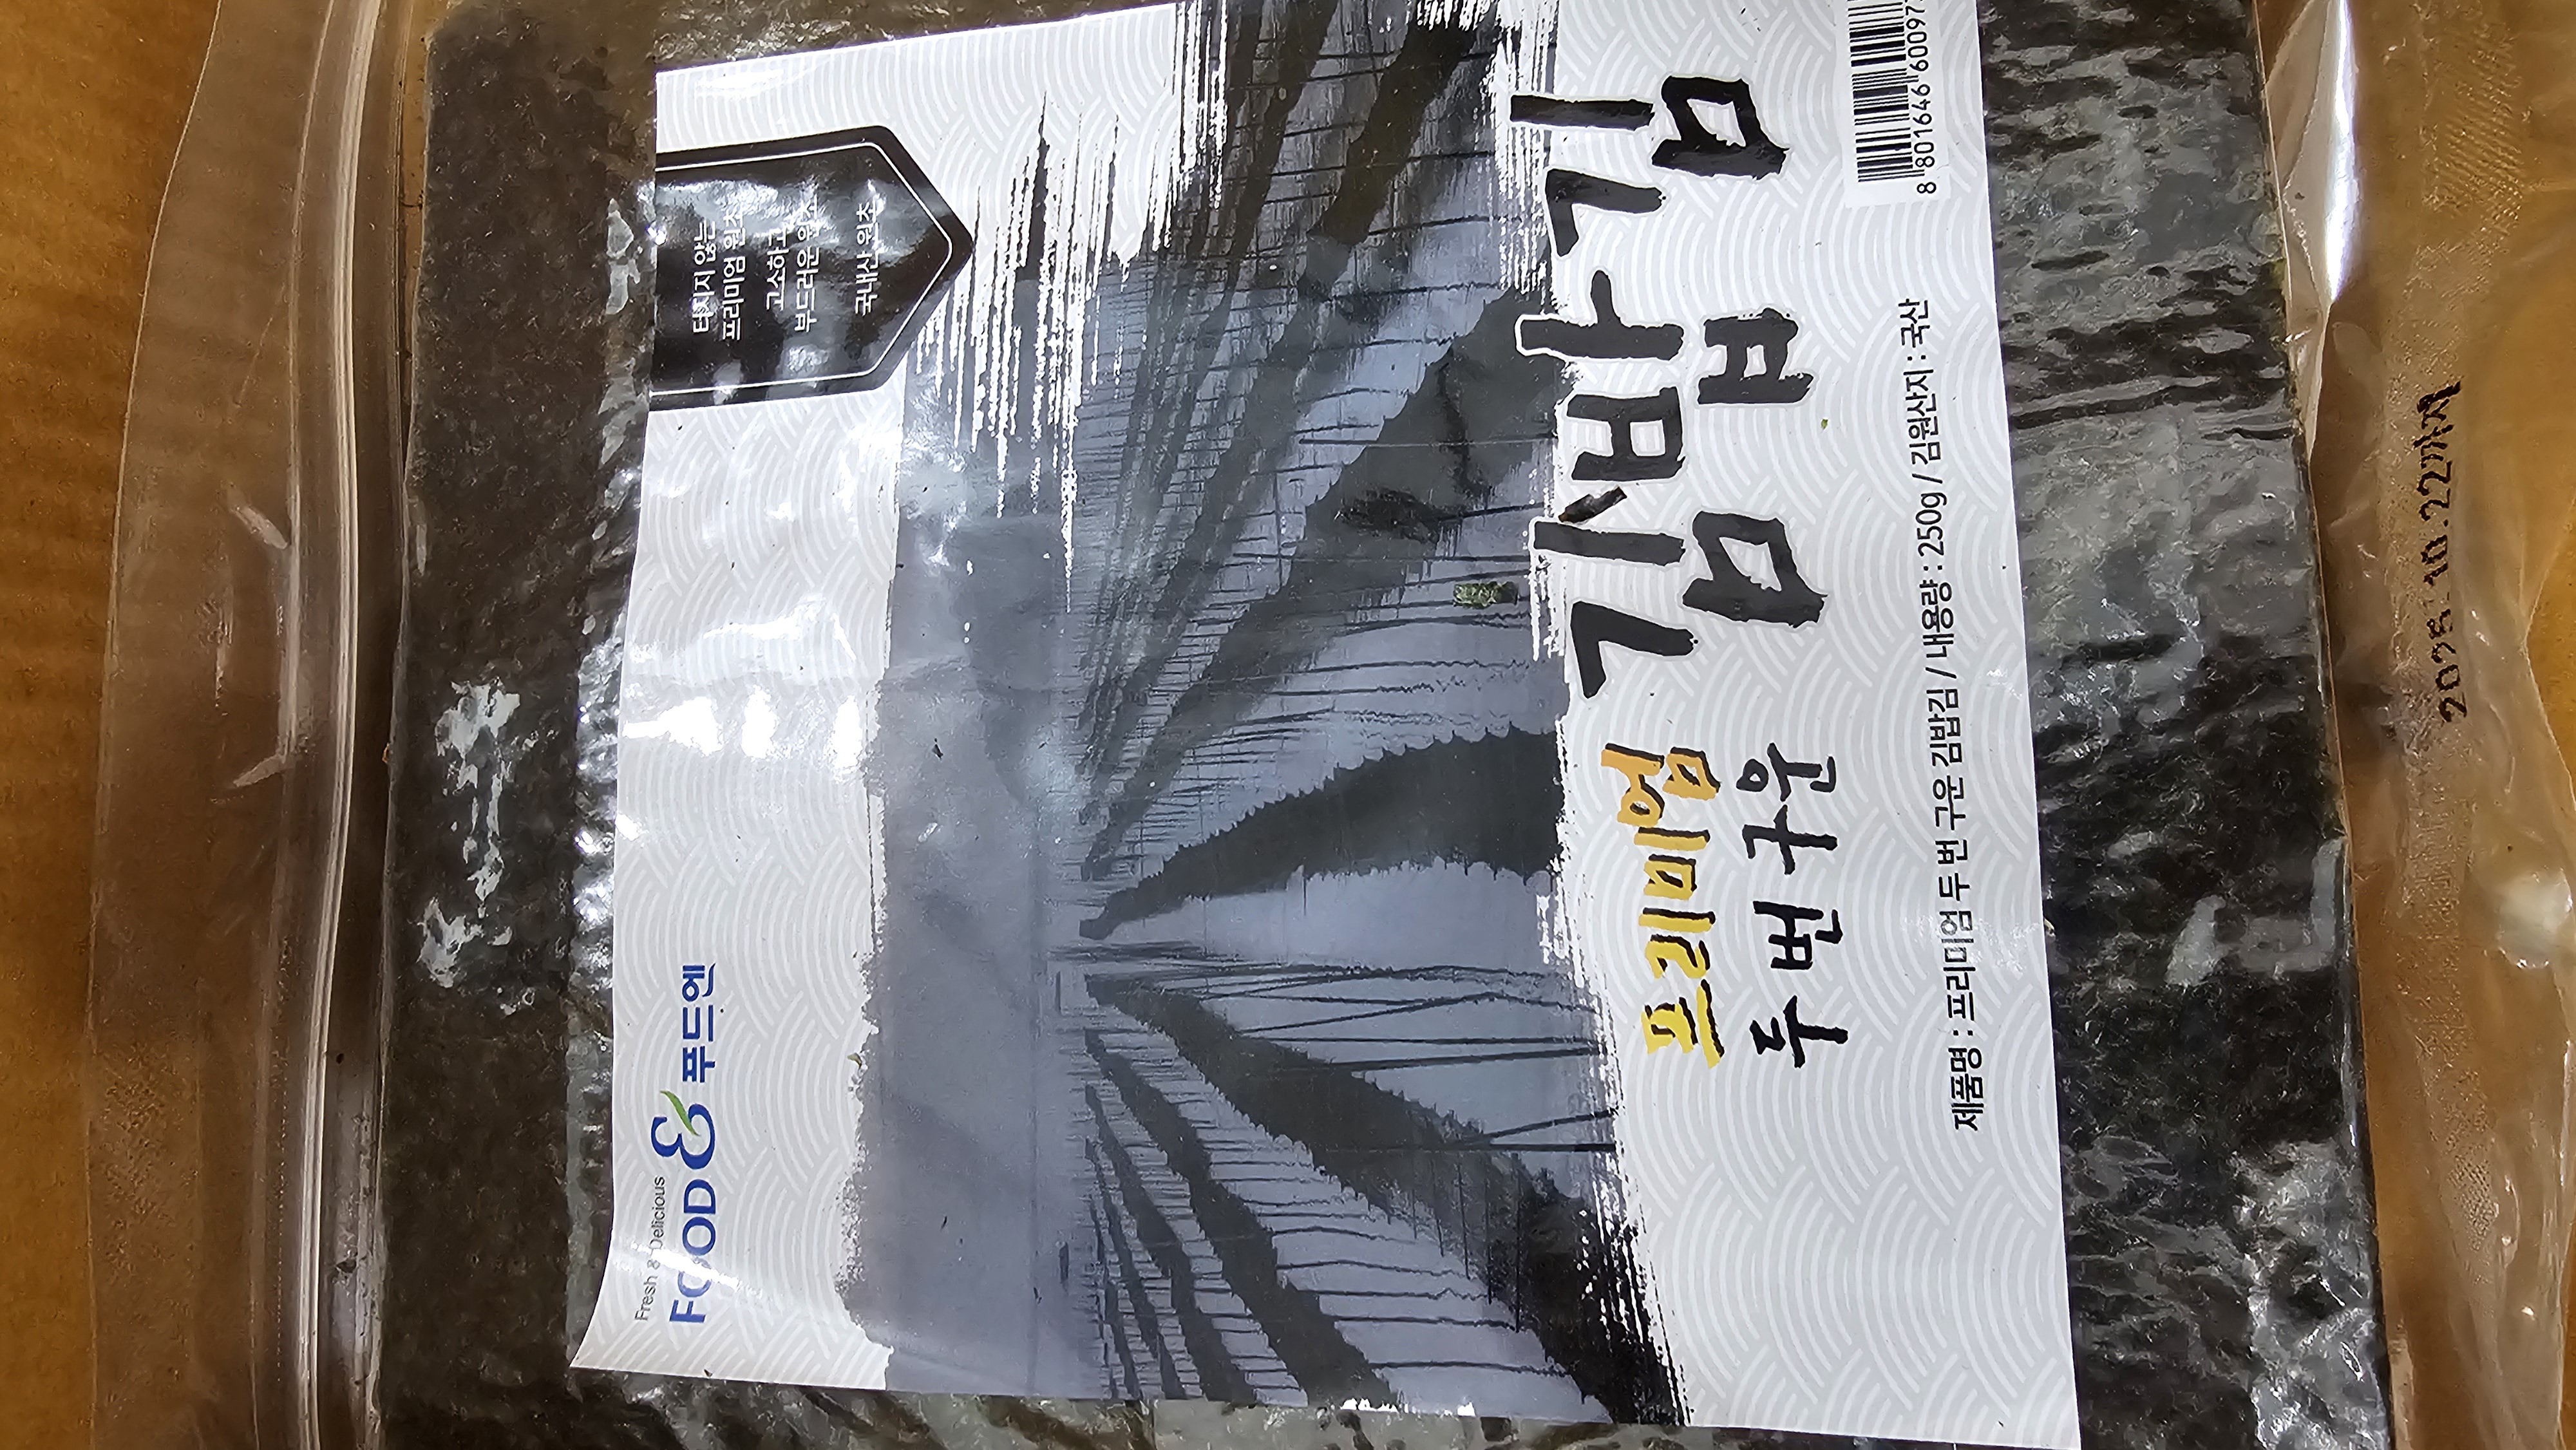 Fresh & Delicious
FOOD& 푸드엔
터지지 않는
프리미엄 원초
고소하고
부드러운 원초
국내산 원초
프리미엄
두 번 구운
김밥김
제품명 : 프리미엄 두 번 구운 김밥김 / 내용량 : 250g / 김원산지 : 국산
8 801646 60097
2025.10.22까지